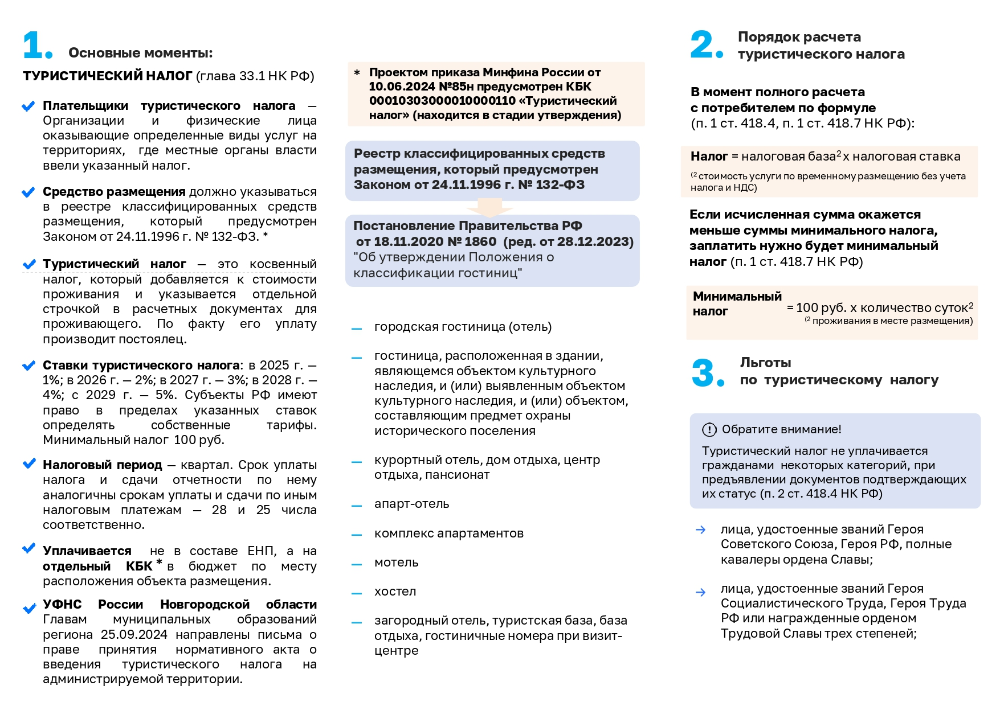 1.
Основные моменты:
ТУРИСТИЧЕСКИЙ НАЛОГ (глава 33.1 НК РФ)
Плательщики туристического налога —
Организации и физические лица
оказывающие определенные виды услуг на
территориях, где местные органы власти
ввели указанный налог.
Средство размещения должно указываться
в реестре классифицированных средств
размещения, который предусмотрен
Законом от 24.11.1996 г. № 132-ФЗ. *
Туристический налог — это косвенный
налог, который добавляется к стоимости
проживания и указывается отдельной
строчкой в расчетных документах для
проживающего. По факту его уплату
производит постоялец.
Ставки туристического налога: в 2025 г. —
1%; в 2026 г. — 2%; в 2027 г. — 3%; в 2028 г. —
4%; с 2029 г. — 5%. Субъекты РФ имеют
право в пределах указанных ставок
определять собственные тарифы.
Минимальный налог 100 руб.
Налоговый период — квартал. Срок уплаты
налога и сдачи отчетности по нему
аналогичны срокам уплаты и сдачи по иным
налоговым платежам — 28 и 25 числа
соответственно.
Уплачивается не в составе ЕНП, а на
отдельный КБК * в бюджет по месту
расположения объекта размещения.
УФНС России Новгородской области
Главам муниципальных образований
региона 25.09.2024 направлены письма о
праве принятия нормативного акта о
введения туристического налога на
администрируемой территории.
* Проектом приказа Минфина России от
10.06.2024 №85н предусмотрен КБК
00010303000010000110 «Туристический
налог» (находится в стадии утверждения)
Реестр классифицированных средств
размещения, который предусмотрен
Законом от 24.11.1996 г. № 132-ФЗ
Постановление Правительства РФ
от 18.11.2020 № 1860 (ред. от 28.12.2023)
"Об утверждении Положения о
классификации гостиниц"
— городская гостиница (отель)
— гостиница, расположенная в здании,
являющемся объектом культурного
наследия, и (или) выявленным объектом
культурного наследия, и (или) объектом,
составляющим предмет охраны
исторического поселения
— курортный отель, дом отдыха, центр
отдыха, пансионат
— апарт-отель
— комплекс апартаментов
— мотель
— хостел
— загородный отель, туристская база, база
отдыха, гостиничные номера при визит-
центре
2.
Порядок расчета
туристического налога
В момент полного расчета
с потребителем по формуле
(п. 1 ст. 418.4, п. 1 ст. 418.7 НК РФ):
Налог = налоговая база² х налоговая ставка
(² стоимость услуги по временному размещению без учета
налога и НДС)
Если исчисленная сумма окажется
меньше суммы минимального налога,
заплатить нужно будет минимальный
налог (п. 1 ст. 418.7 НК РФ)
Минимальный
налог
= 100 руб. х количество суток²
(² проживания в месте размещения)
3.
Льготы
по туристическому налогу
! Обратите внимание!
Туристический налог не уплачивается
гражданами некоторых категорий, при
предъявлении документов подтверждающих
их статус (п. 2 ст. 418.4 НК РФ)
→ лица, удостоенные званий Героя
Советского Союза, Героя РФ, полные
кавалеры ордена Славы;
→ лица, удостоенные званий Героя
Социалистического Труда, Героя Труда
РФ или награжденные орденом
Трудовой Славы трех степеней;